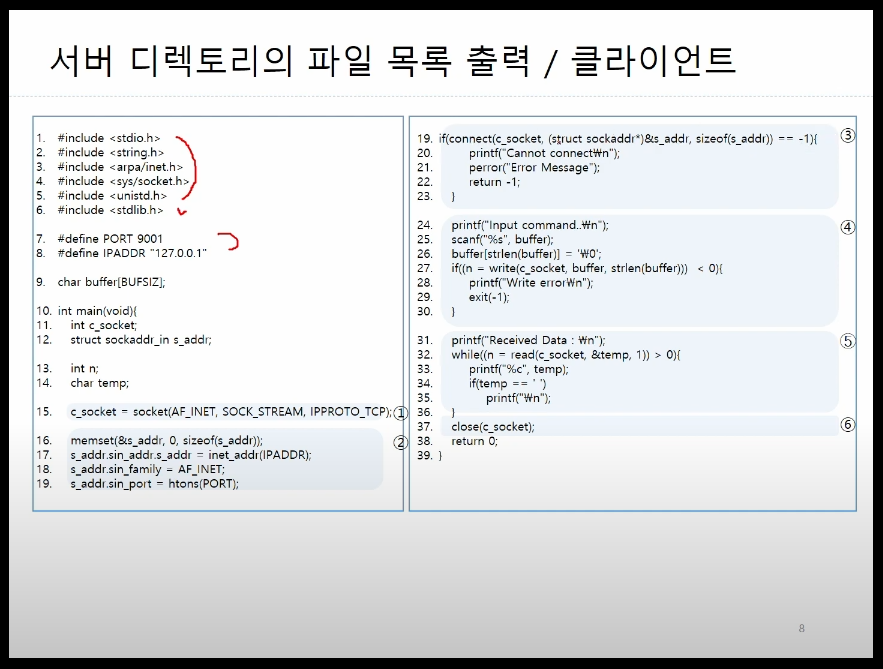 서버 디렉토리의 파일 목록 출력 / 클라이언트
1. #include <stdio.h>
2. #include <string.h>
3. #include <arpa/inet.h>
4. #include <sys/socket.h>
5. #include <unistd.h>
6. #include <stdlib.h>
7. #define PORT 9001
8. #define IPADDR "127.0.0.1"
9. char buffer[BUFSIZ];
10. int main(void){
11. int c_socket;
12. struct sockaddr_in s_addr;
13. int n;
14. char temp;
15. c_socket = socket(AF_INET, SOCK_STREAM, IPPROTO_TCP); ①
16. memset(&s_addr, 0, sizeof(s_addr)); ②
17. s_addr.sin_addr.s_addr = inet_addr(IPADDR);
18. s_addr.sin_family = AF_INET;
19. s_addr.sin_port = htons(PORT);
19. if(connect(c_socket, (struct sockaddr*)&s_addr, sizeof(s_addr)) == -1){ ③
20. printf("Cannot connect₩n");
21. perror("Error Message");
22. return -1;
23. }
24. printf("Input command..₩n"); ④
25. scanf("%s", buffer);
26. buffer[strlen(buffer)] = '₩0';
27. if((n = write(c_socket, buffer, strlen(buffer))) < 0){
28. printf("Write error₩n");
29. exit(-1);
30. }
31. printf("Received Data : ₩n"); ⑤
32. while((n = read(c_socket, &temp, 1)) > 0){
33. printf("%c", temp);
34. if(temp == ' ')
35. printf("₩n");
36. }
37. close(c_socket); ⑥
38. return 0;
39. }
8